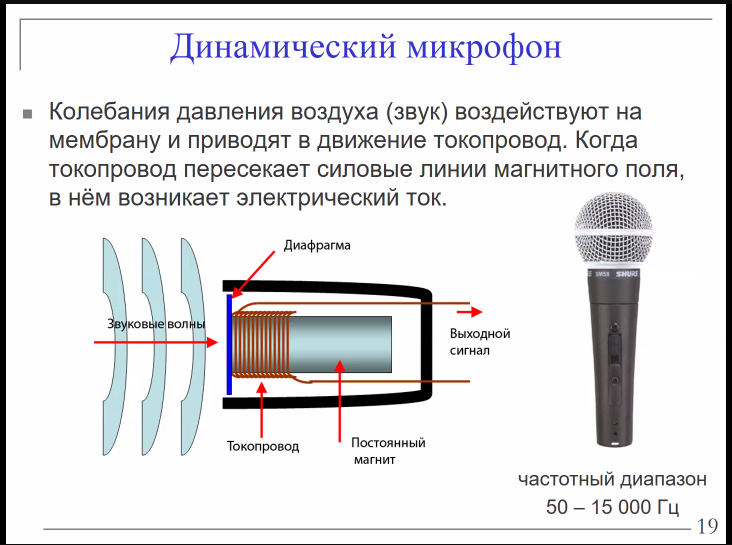 Динамический микрофон
Колебания давления воздуха (звук) воздействуют на
мембрану и приводят в движение токопровод. Когда
токопровод пересекает силовые линии магнитного поля,
в нём возникает электрический ток.
Диафрагма
Звуковые волны
Выходной
сигнал
Токопровод
Постоянный
магнит
SM58 SHURE
частотный диапазон
50 – 15 000 Гц
19